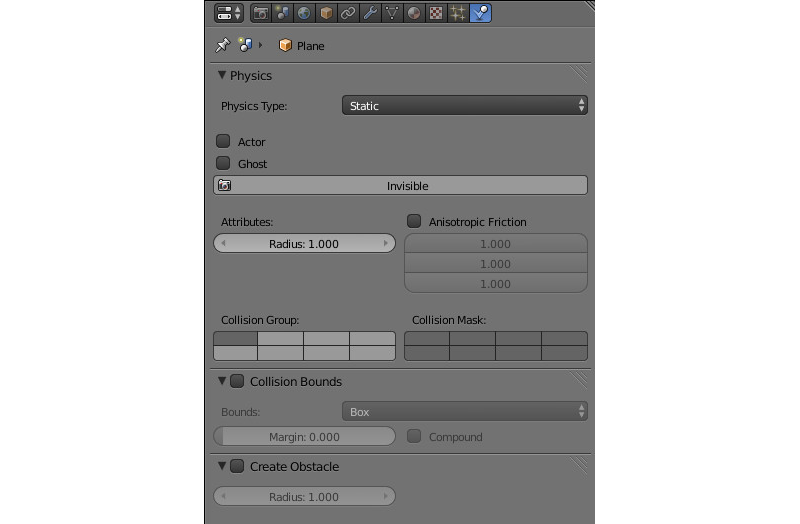 Plane
Physics
Physics Type: Static
Actor
Ghost
Invisible
Attributes: Anisotropic Friction
Radius: 1.000 1.000
1.000
1.000
Collision Group: Collision Mask:
Collision Bounds
Bounds: Box
Margin: 0.000 Compound
Create Obstacle
Radius: 1.000